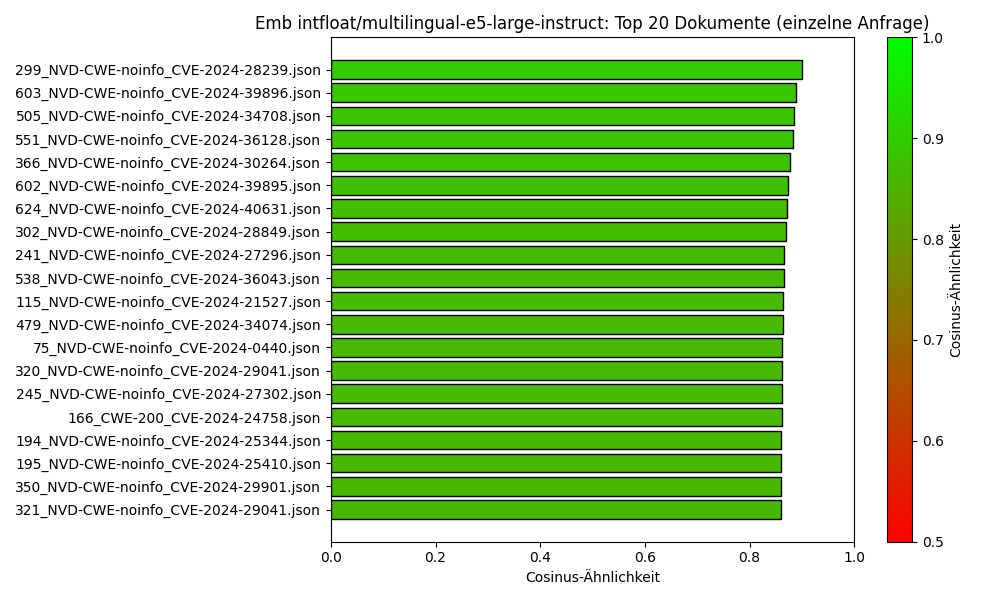 Emb intfloat/multilingual-e5-large-instruct: Top 20 Dokumente (einzelne Anfrage)
299_NVD-CWE-noinfo_CVE-2024-28239.json
603_NVD-CWE-noinfo_CVE-2024-39896.json
505_NVD-CWE-noinfo_CVE-2024-34708.json
551_NVD-CWE-noinfo_CVE-2024-36128.json
366_NVD-CWE-noinfo_CVE-2024-30264.json
602_NVD-CWE-noinfo_CVE-2024-39895.json
624_NVD-CWE-noinfo_CVE-2024-40631.json
302_NVD-CWE-noinfo_CVE-2024-28849.json
241_NVD-CWE-noinfo_CVE-2024-27296.json
538_NVD-CWE-noinfo_CVE-2024-36043.json
115_NVD-CWE-noinfo_CVE-2024-21527.json
479_NVD-CWE-noinfo_CVE-2024-34074.json
75_NVD-CWE-noinfo_CVE-2024-0440.json
320_NVD-CWE-noinfo_CVE-2024-29041.json
245_NVD-CWE-noinfo_CVE-2024-27302.json
166_CWE-200_CVE-2024-24758.json
194_NVD-CWE-noinfo_CVE-2024-25344.json
195_NVD-CWE-noinfo_CVE-2024-25410.json
350_NVD-CWE-noinfo_CVE-2024-29901.json
321_NVD-CWE-noinfo_CVE-2024-29041.json
0.0 0.2 0.4 0.6 0.8 1.0
Cosinus-Ähnlichkeit
1.0
0.9
0.8
0.7
0.6
0.5
Cosinus-Ähnlichkeit